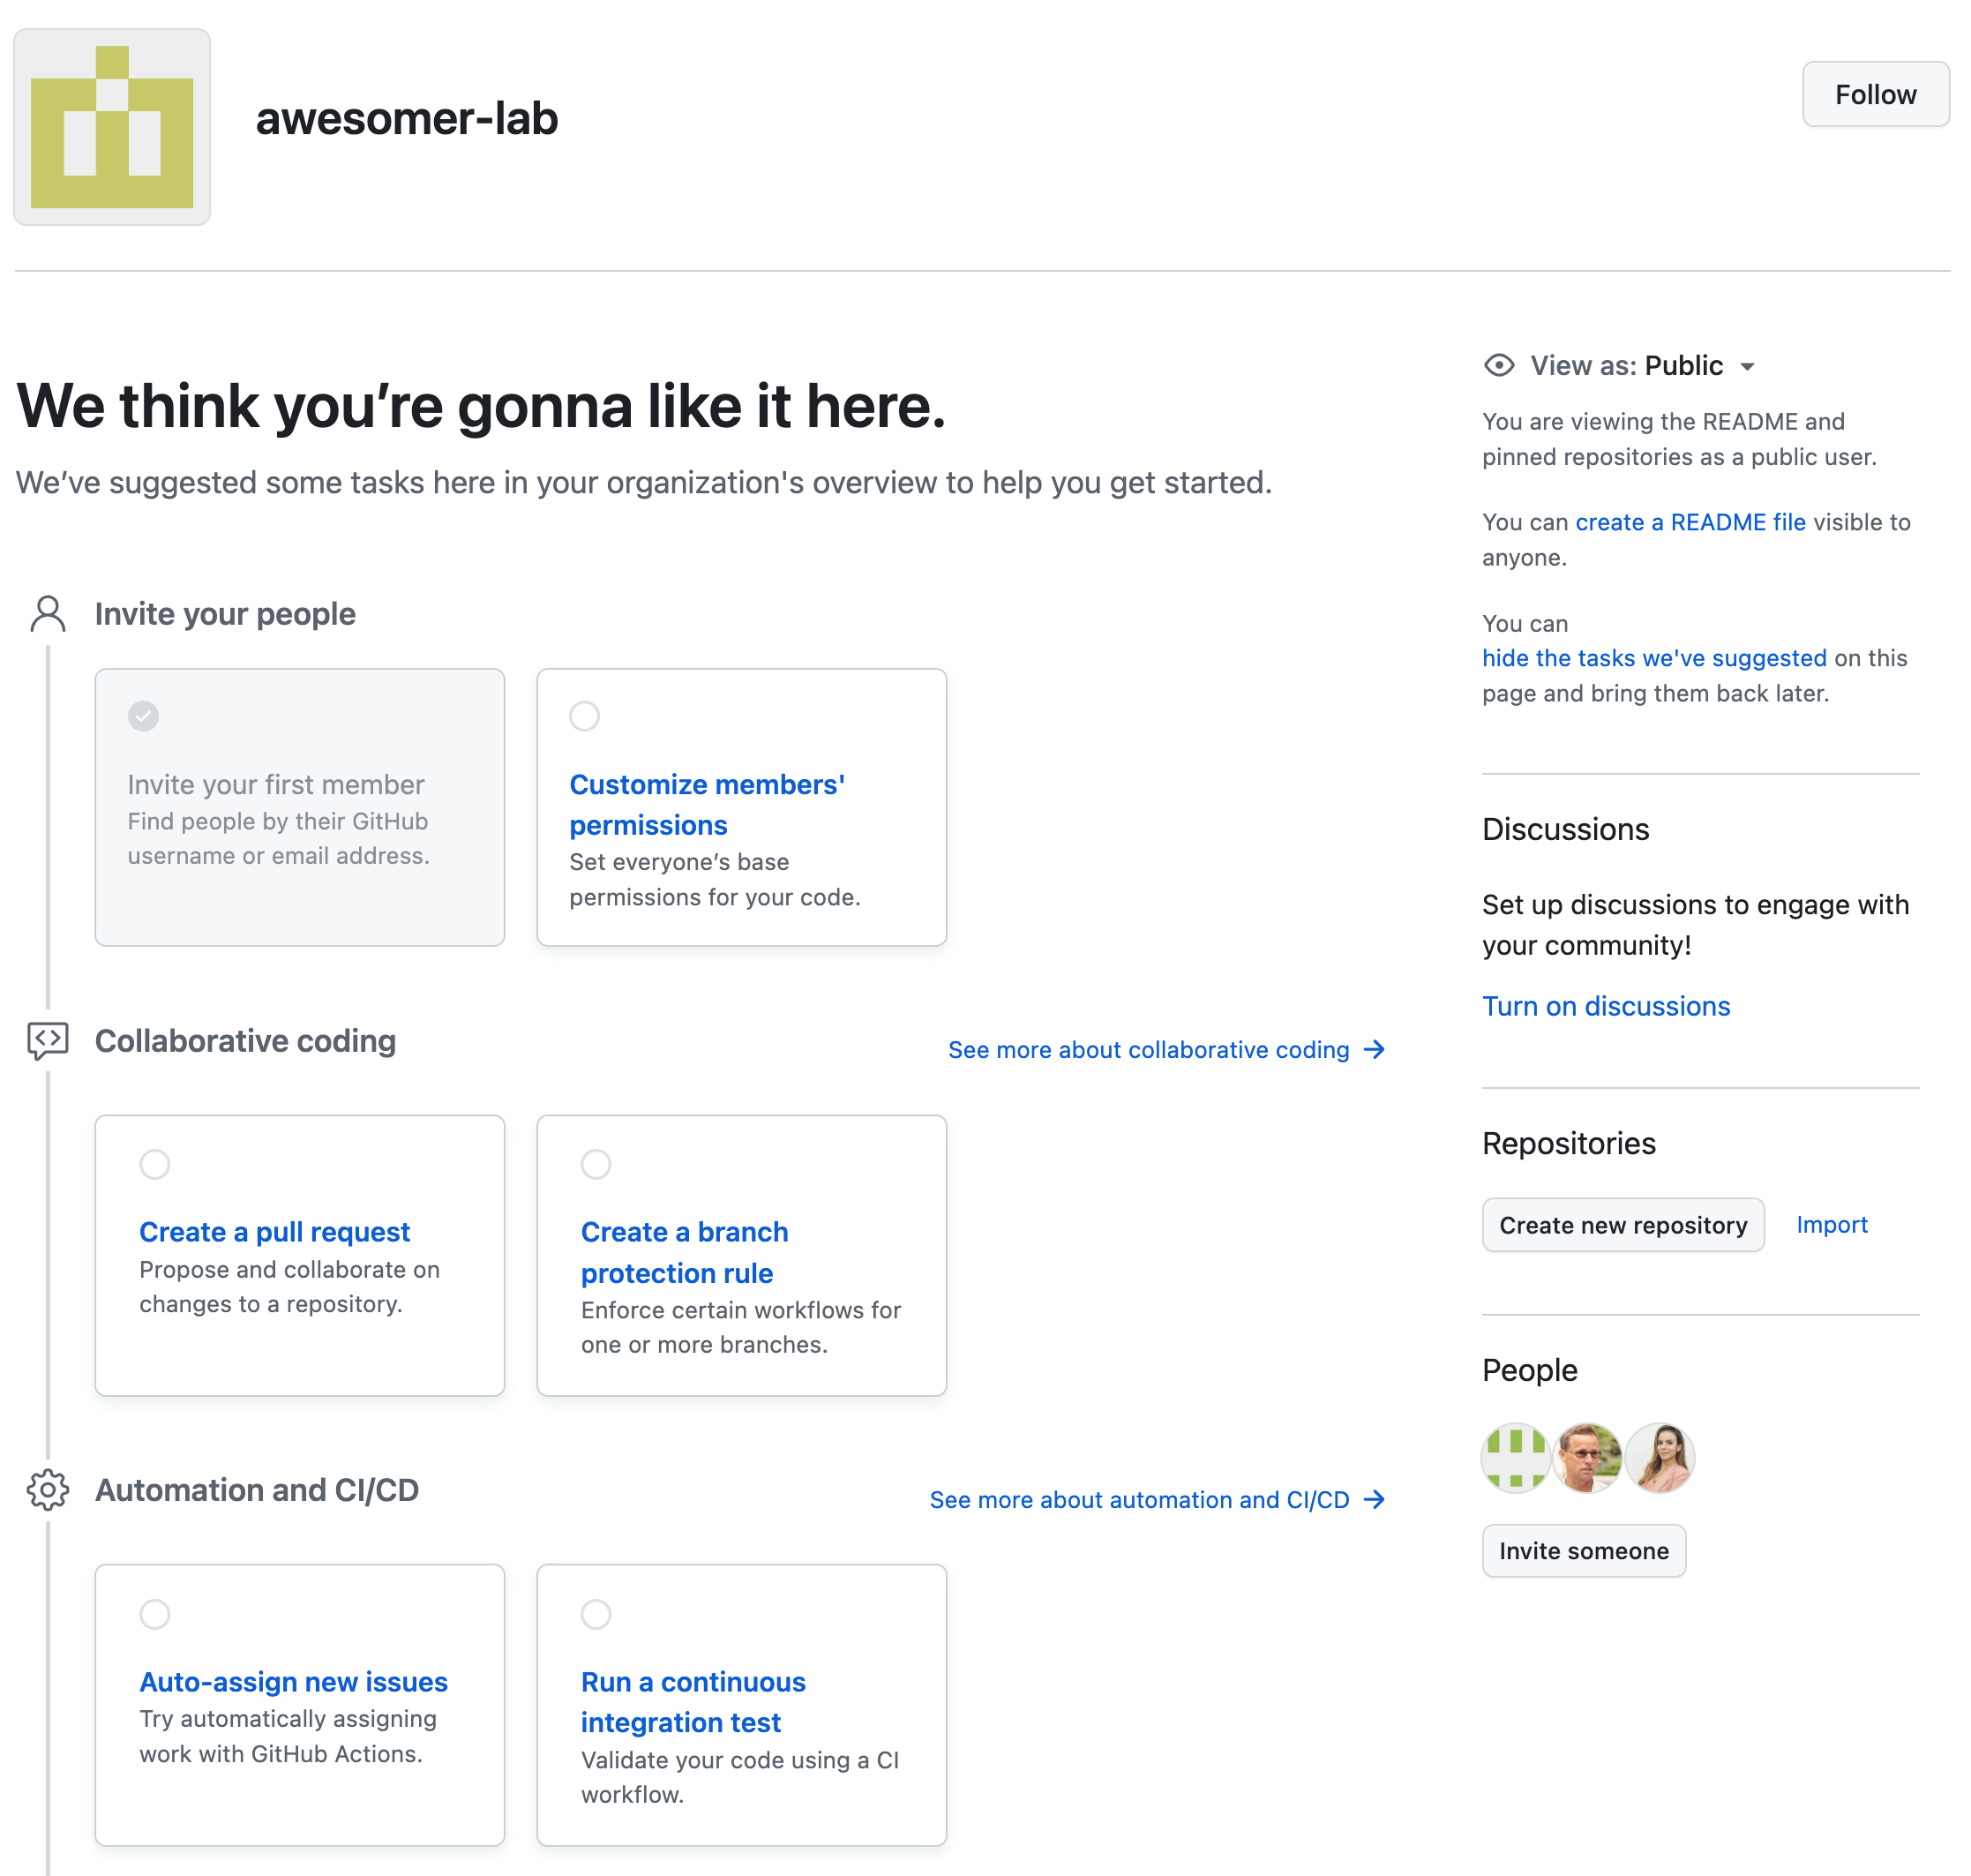 awesomer-lab
Follow
We think you’re gonna like it here.
We’ve suggested some tasks here in your organization's overview to help you get started.
Invite your people
Invite your first member
Find people by their GitHub
username or email address.
Customize members'
permissions
Set everyone’s base
permissions for your code.
Collaborative coding
See more about collaborative coding →
Create a pull request
Propose and collaborate on
changes to a repository.
Create a branch
protection rule
Enforce certain workflows for
one or more branches.
Automation and CI/CD
See more about automation and CI/CD →
Auto-assign new issues
Try automatically assigning
work with GitHub Actions.
Run a continuous
integration test
Validate your code using a CI
workflow.
View as: Public
You are viewing the README and
pinned repositories as a public user.
You can create a README file visible to
anyone.
You can
hide the tasks we've suggested on this
page and bring them back later.
Discussions
Set up discussions to engage with
your community!
Turn on discussions
Repositories
Create new repository
Import
People
Invite someone